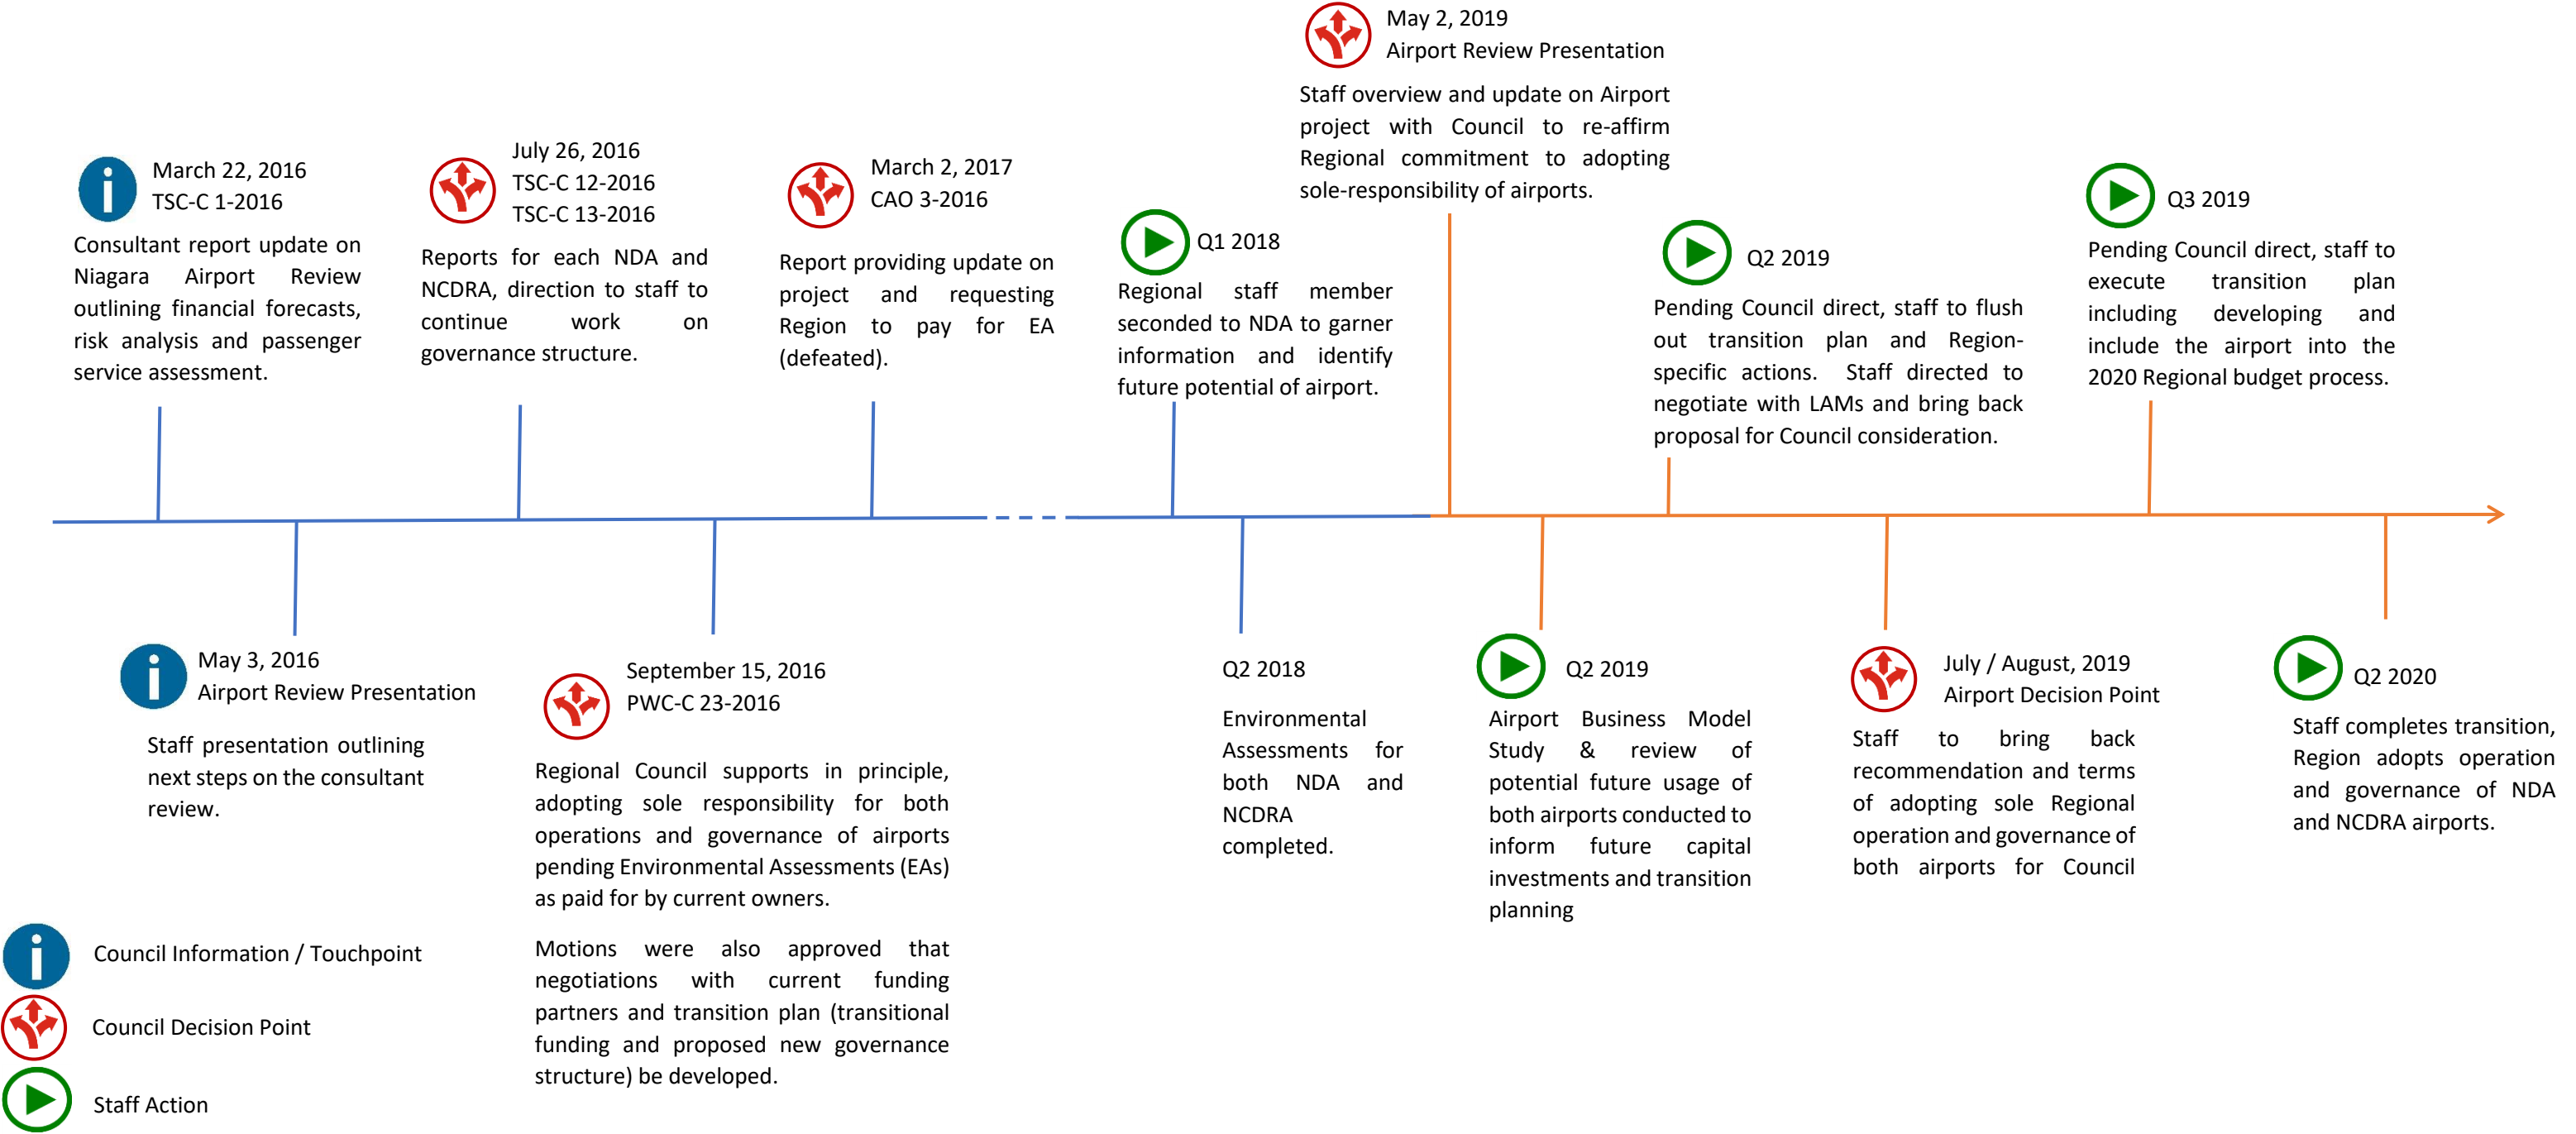 May 2, 2019
Airport Review Presentation
Staff overview and update on Airport
project with Council to re-affirm
Regional commitment to adopting
sole-responsibility of airports.
March 22, 2016
TSC-C 1-2016
Consultant report update on
Niagara Airport Review
outlining financial forecasts,
risk analysis and passenger
service assessment.
July 26, 2016
TSC-C 12-2016
TSC-C 13-2016
Reports for each NDA and
NCDRA, direction to staff to
continue work on
governance structure.
March 2, 2017
CAO 3-2016
Report providing update on
project and requesting
Region to pay for EA
(defeated).
Q1 2018
Regional staff member
seconded to NDA to garner
information and identify
future potential of airport.
Q2 2019
Pending Council direct, staff to flush
out transition plan and Region-
specific actions. Staff directed to
negotiate with LAMs and bring back
proposal for Council consideration.
Q3 2019
Pending Council direct, staff to
execute transition plan
including developing and
include the airport into the
2020 Regional budget process.
May 3, 2016
Airport Review Presentation
Staff presentation outlining
next steps on the consultant
review.
September 15, 2016
PWC-C 23-2016
Regional Council supports in principle,
adopting sole responsibility for both
operations and governance of airports
pending Environmental Assessments (EAs)
as paid for by current owners.
Motions were also approved that
negotiations with current funding
partners and transition plan (transitional
funding and proposed new governance
structure) be developed.
Q2 2018
Environmental
Assessments for
both NDA and
NCDRA
completed.
Q2 2019
Airport Business Model
Study & review of
potential future usage of
both airports conducted to
inform future capital
investments and transition
planning
July / August, 2019
Airport Decision Point
Staff to bring back
recommendation and terms
of adopting sole Regional
operation and governance of
both airports for Council
Q2 2020
Staff completes transition,
Region adopts operation
and governance of NDA
and NCDRA airports.
Council Information / Touchpoint
Council Decision Point
Staff Action